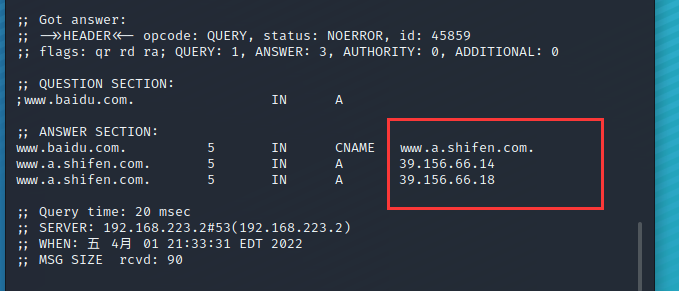 ;; Got answer:
;; ->>HEADER<<- opcode: QUERY, status: NOERROR, id: 45859
;; flags: qr rd ra; QUERY: 1, ANSWER: 3, AUTHORITY: 0, ADDITIONAL: 0
;; QUESTION SECTION:
;www.baidu.com. IN A
;; ANSWER SECTION:
www.baidu.com. 5 IN CNAME www.a.shifen.com.
www.a.shifen.com. 5 IN A 39.156.66.14
www.a.shifen.com. 5 IN A 39.156.66.18
;; Query time: 20 msec
;; SERVER: 192.168.223.2#53(192.168.223.2)
;; WHEN: 五 4月 01 21:33:31 EDT 2022
;; MSG SIZE rcvd: 90